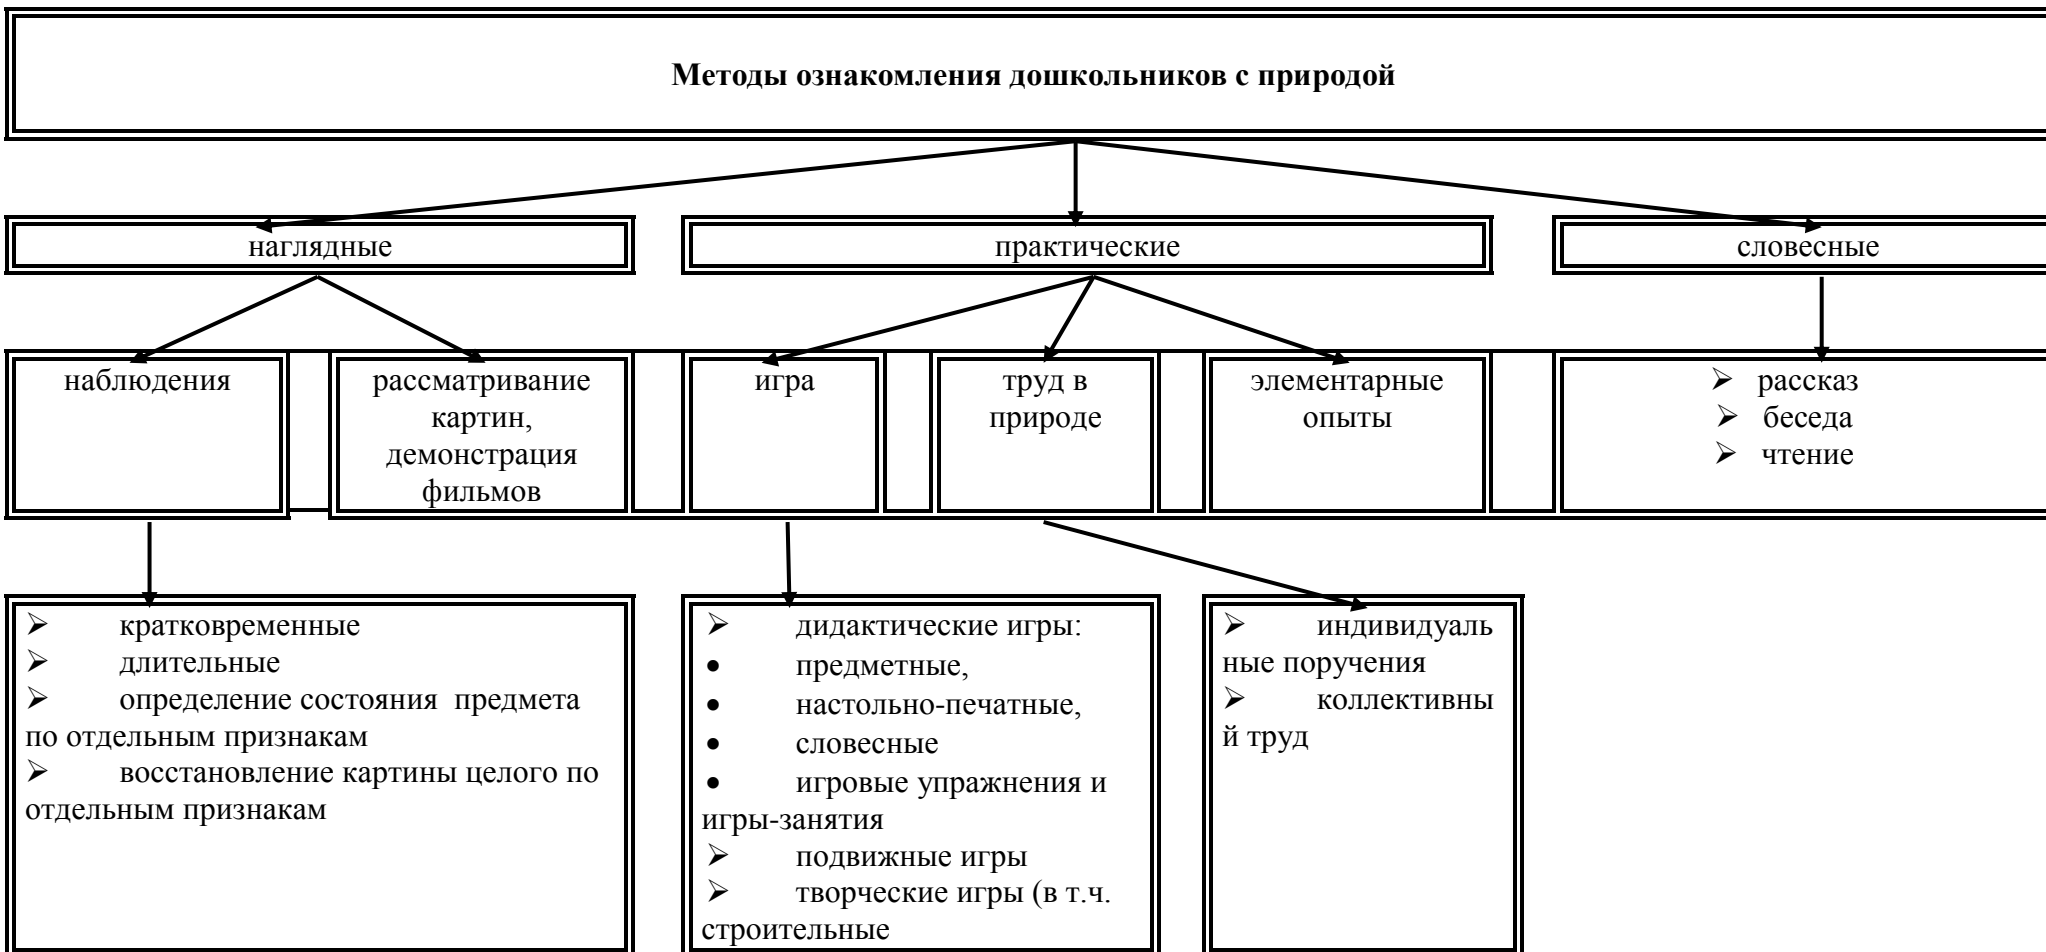 Методы ознакомления дошкольников с природой
наглядные
практические
словесные
наблюдения
рассматривание
картин,
демонстрация
фильмов
игра
труд в
природе
элементарные
опыты
➢ рассказ
➢ беседа
➢ чтение
➢ кратковременные
➢ длительные
➢ определение состояния предмета
по отдельным признакам
➢ восстановление картины целого по
отдельным признакам
➢ дидактические игры:
• предметные,
• настольно-печатные,
• словесные
• игровые упражнения и
игры-занятия
➢ подвижные игры
➢ творческие игры (в т.ч.
строительные
➢ индивидуаль
ные поручения
➢ коллективны
й труд